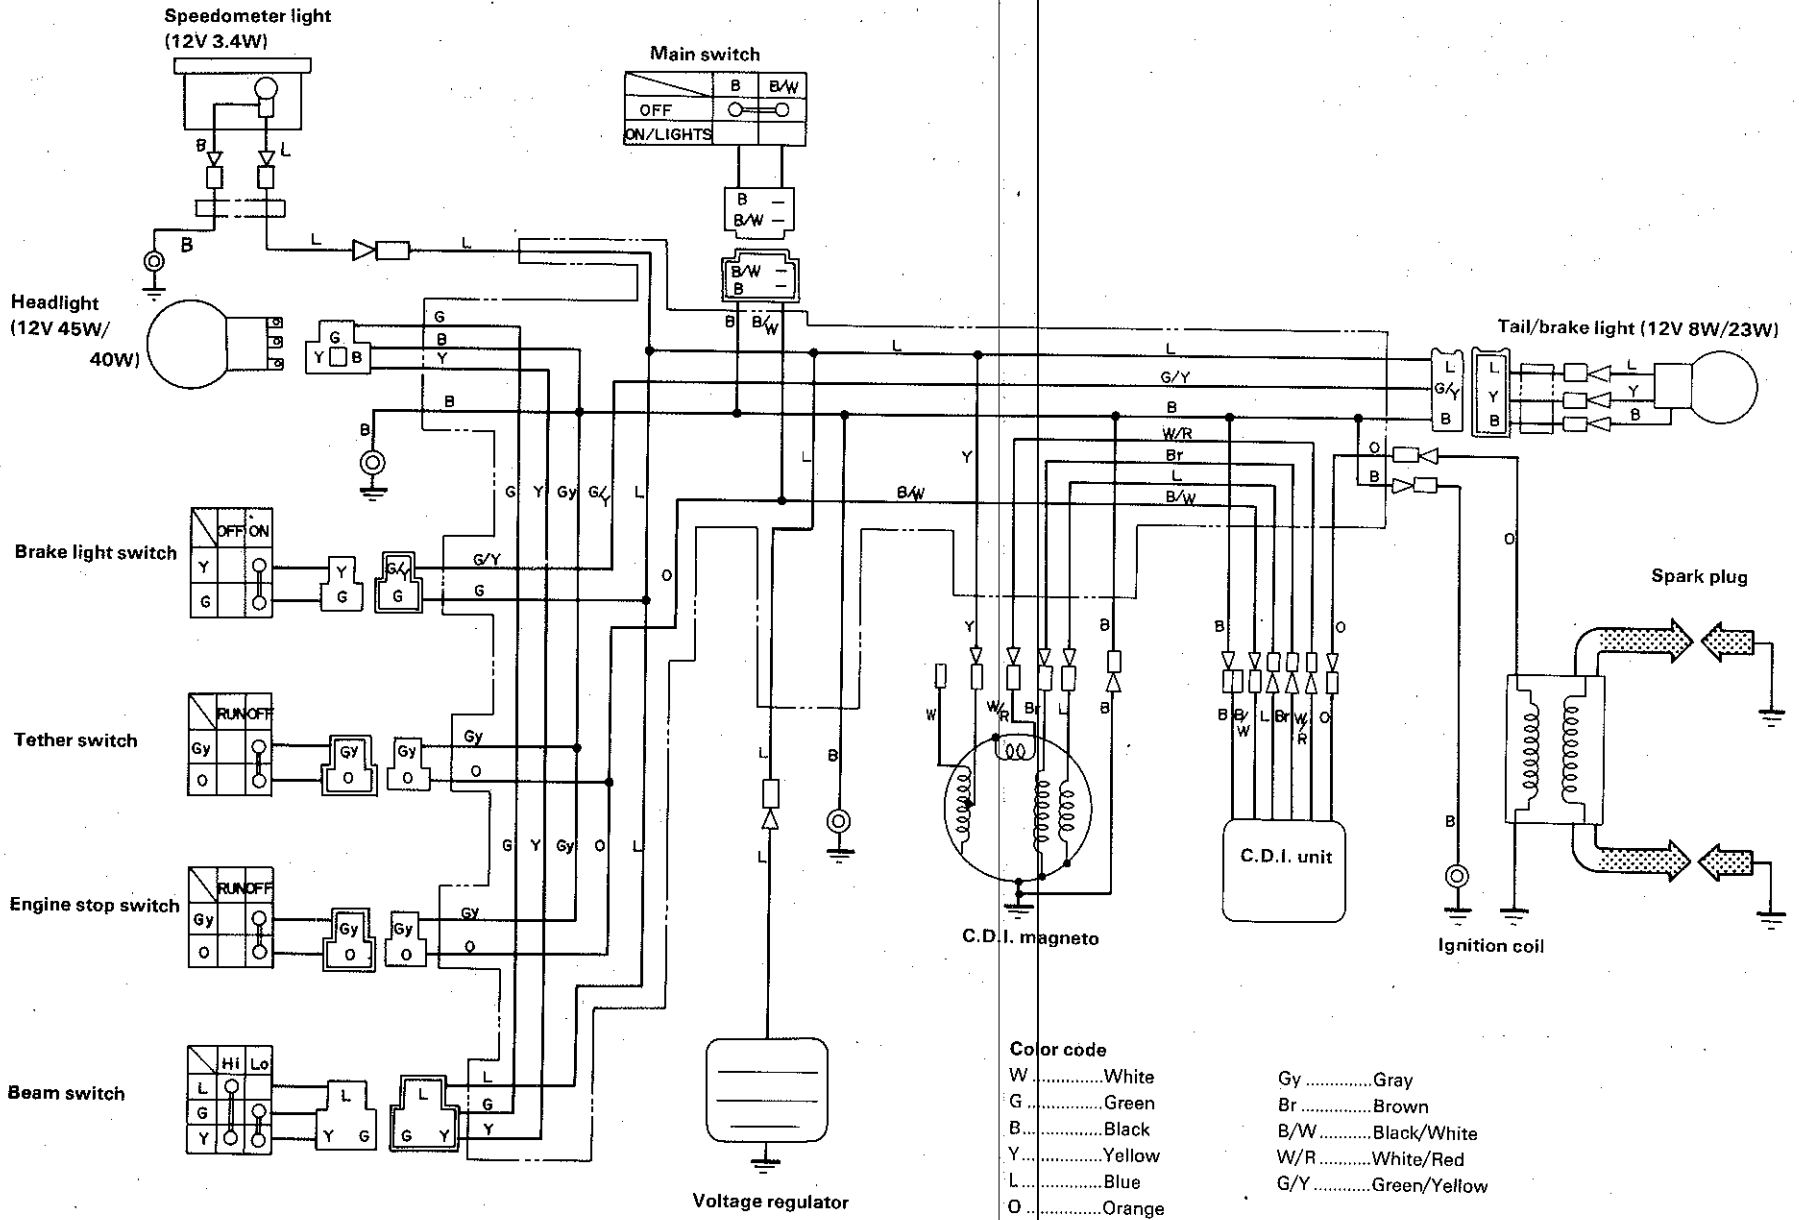 Speedometer light
(12V 3.4W)
Main switch
B B/W
OFF
ON/LIGHTS
B L
B
B/W
B
L L
B/W
B
Headlight
(12V 45W/
40W)
G
Y B
G
B
Y
B B/W
Tail/brake light (12V 8W/23W)
L L
G/Y
L
G/Y
B
L
Y
B
L
Y
B
B
B
B
W/R
Br
L
B/W
B/W
O
B
Y
L
G Y Gy G/Y L
Brake light switch
OFF ON
Y
G
Y
G
G/Y
G
G/Y
G
O
O
Spark plug
Y B B O
Tether switch
RUN OFF
Gy
O
Gy
O
Gy
O
Gy
O
W W/R Br L B
B B/W L Br W/R O
L B
G Y Gy O L
L
B
C.D.I. unit
Engine stop switch
RUN OFF
Gy
O
Gy
O
Gy
O
Gy
O
C.D.I. magneto
Ignition coil
Beam switch
Hi Lo
L
G
Y
L
Y G
L
G Y
L
G
Y
Voltage regulator
Color code
W ..............White
G ..............Green
B..............Black
Y ..............Yellow
L..............Blue
O ..............Orange
Gy ............Gray
Br ..............Brown
B/W ..........Black/White
W/R ..........White/Red
G/Y ...........Green/Yellow